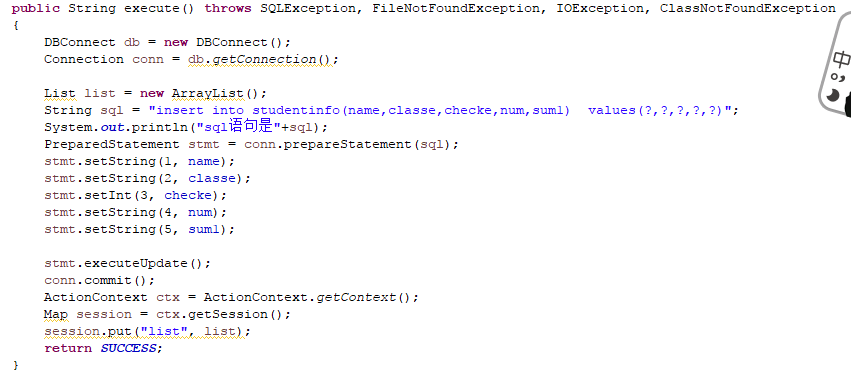 public String execute() throws SQLException, FileNotFoundException, IOException, ClassNotFoundException
{
DBConnect db = new DBConnect();
Connection conn = db.getConnection();
List list = new ArrayList();
String sql = "insert into studentinfo(name,classe,checke,num,sum1)  values(?,?,?,?,?)";
System.out.println("sql语句是"+sql);
PreparedStatement stmt = conn.prepareStatement(sql);
stmt.setString(1, name);
stmt.setString(2, classe);
stmt.setInt(3, checke);
stmt.setString(4, num);
stmt.setString(5, sum1);
stmt.executeUpdate();
conn.commit();
ActionContext ctx = ActionContext.getContext();
Map session = ctx.getSession();
session.put("list", list);
return SUCCESS;
}
中